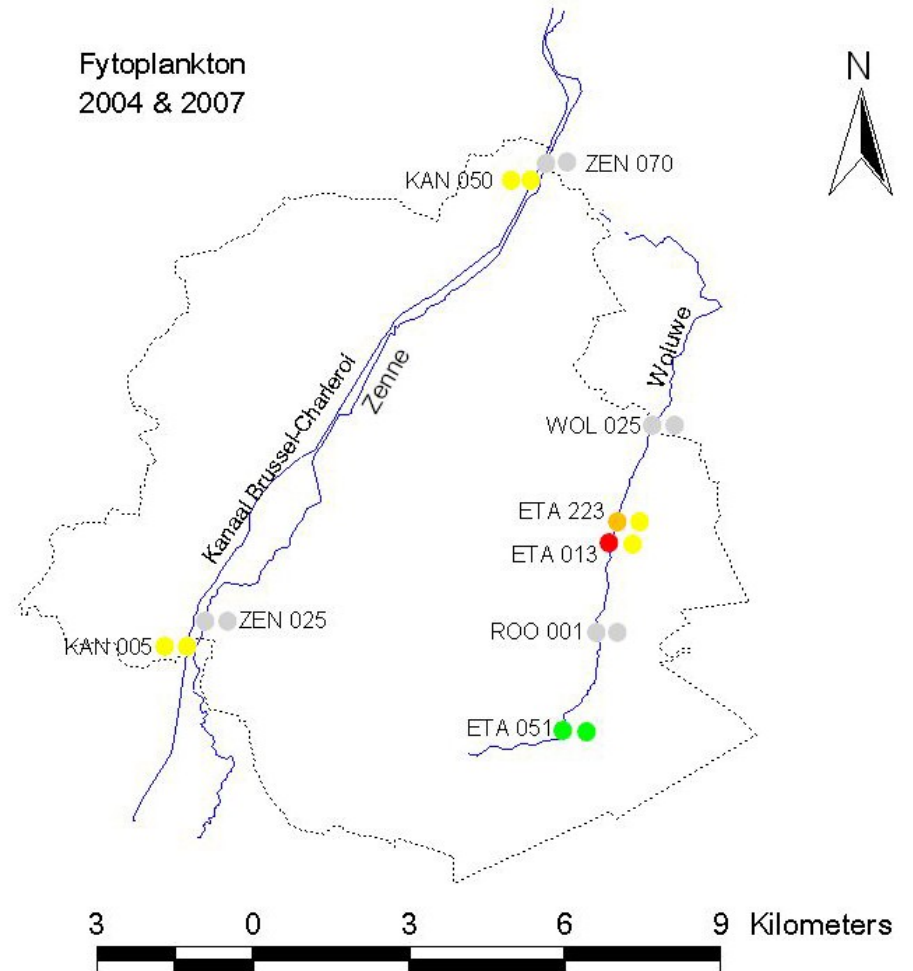 Fytoplankton
2004 & 2007
N
KAN 050
ZEN 070
Woluwe
Kanaal Brussel-Charleroi
Zenne
WOL 025
ETA 223
ETA 013
ZEN 025
ROO 001
KAN 005
ETA 051
3 0 3 6 9 Kilometers